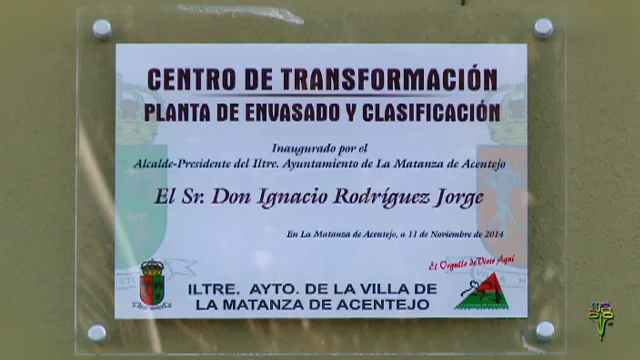 CENTRO DE TRANSFORMACIÓN
PLANTA DE ENVASADO Y CLASIFICACIÓN
Inaugurado por el
Alcalde-Presidente del Iltre. Ayuntamiento de La Matanza de Acentejo
El Sr. Don Ignacio Rodríguez Jorge
En La Matanza de Acentejo, a 11 de Noviembre de 2014
El Orgullo de Vivir Aquí
ILTRE. AYTO. DE LA VILLA DE
LA MATANZA DE ACENTEJO